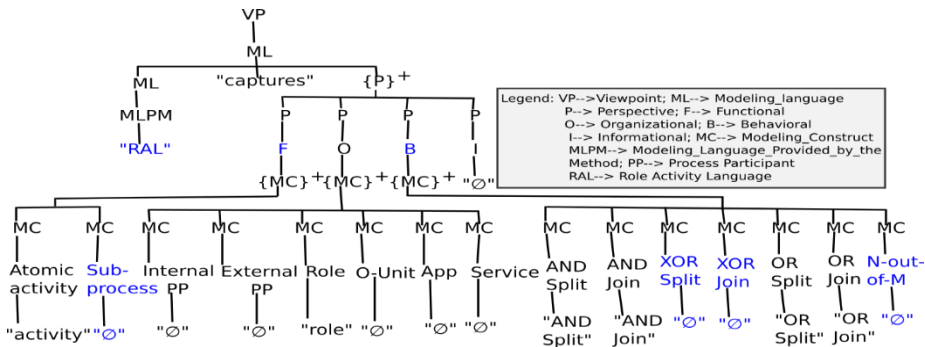 VP
ML
ML "captures" {P}+
MLPM P P P P
"RAL" F O B I
{MC}+ {MC}+ {MC}+ "∅"
Legend: VP-->Viewpoint; ML--> Modeling_language
P--> Perspective; F--> Functional
O--> Organizational; B--> Behavioral
I--> Informational; MC--> Modeling_Construct
MLPM--> Modeling_Language_Provided_by_the
Method; PP--> Process Participant
RAL--> Role Activity Language
MC MC MC MC MC MC MC MC MC MC MC MC MC MC MC
Atomic Sub- Internal External Role O-Unit App Service AND AND XOR XOR OR OR N-out-
activity process PP PP Split Join Split Join Split Join of-M
"activity" "∅" "∅" "∅" "role" "∅" "∅" "∅" "AND "AND "∅" "∅" "OR "OR "∅"
Split" Join" Split" Join"